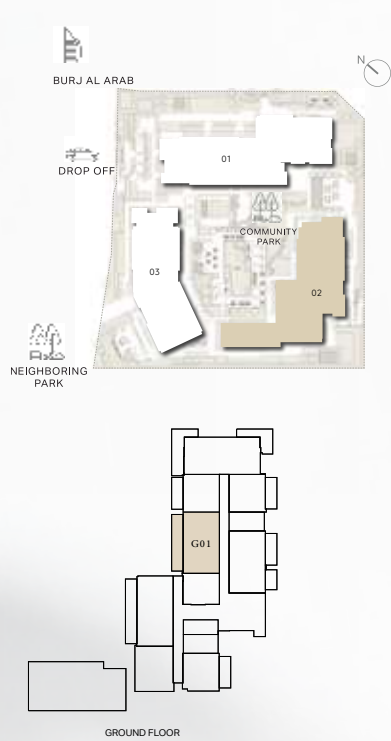 N
BURJ AL ARAB
DROP OFF
01
COMMUNITY
PARK
03
02
NEIGHBORING
PARK
G01
GROUND FLOOR